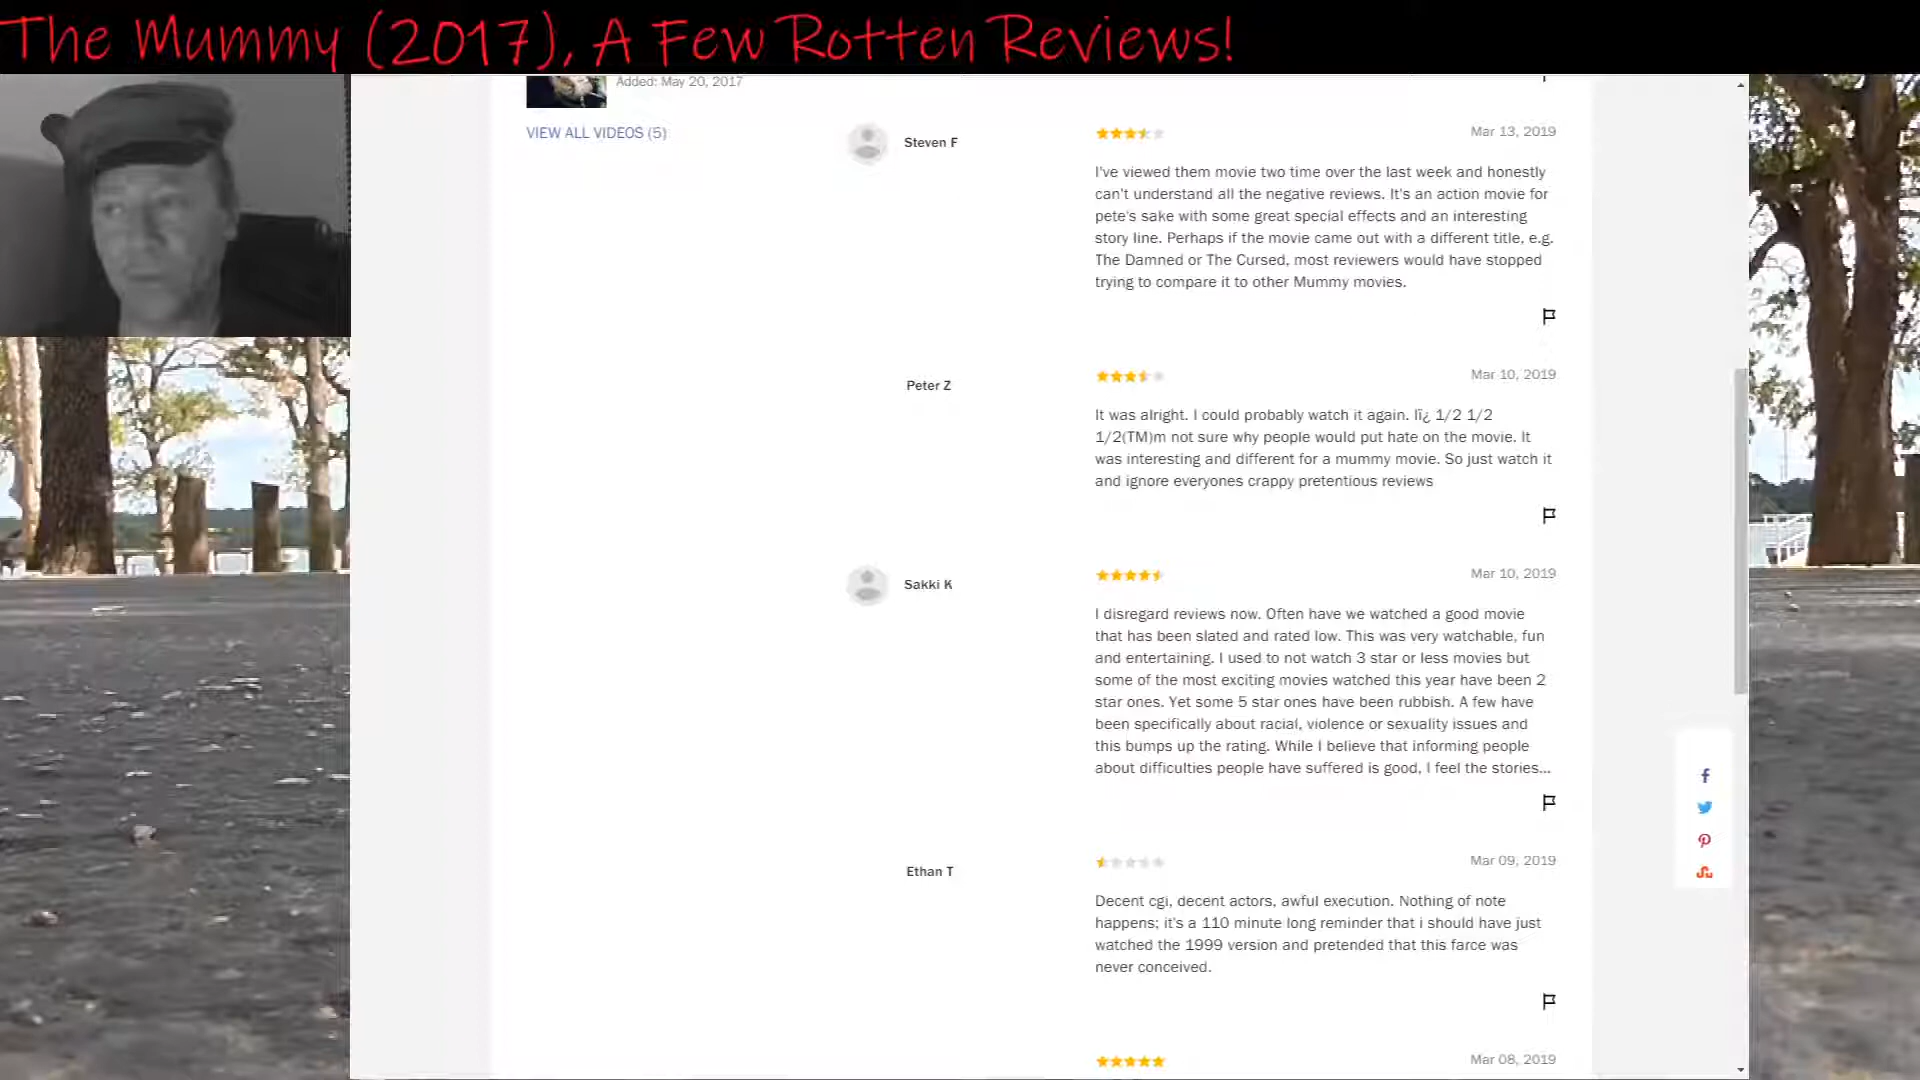 The Mummy (2017), A Few Rotten Reviews!
Added: May 20, 2017
VIEW ALL VIDEOS (5)
Steven F
Mar 13, 2019
I've viewed them movie two time over the last week and honestly
can't understand all the negative reviews. It's an action movie for
pete's sake with some great special effects and an interesting
story line. Perhaps if the movie came out with a different title, e.g.
The Damned or The Cursed, most reviewers would have stopped
trying to compare it to other Mummy movies.
Peter Z
Mar 10, 2019
It was alright. I could probably watch it again. Iï¿ 1/2 1/2
1/2(TM)m not sure why people would put hate on the movie. It
was interesting and different for a mummy movie. So just watch it
and ignore everyones crappy pretentious reviews
Sakki K
Mar 10, 2019
I disregard reviews now. Often have we watched a good movie
that has been slated and rated low. This was very watchable, fun
and entertaining. I used to not watch 3 star or less movies but
some of the most exciting movies watched this year have been 2
star ones. Yet some 5 star ones have been rubbish. A few have
been specifically about racial, violence or sexuality issues and
this bumps up the rating. While I believe that informing people
about difficulties people have suffered is good, I feel the stories...
Ethan T
Mar 09, 2019
Decent cgi, decent actors, awful execution. Nothing of note
happens; it's a 110 minute long reminder that i should have just
watched the 1999 version and pretended that this farce was
never conceived.
Mar 08, 2019